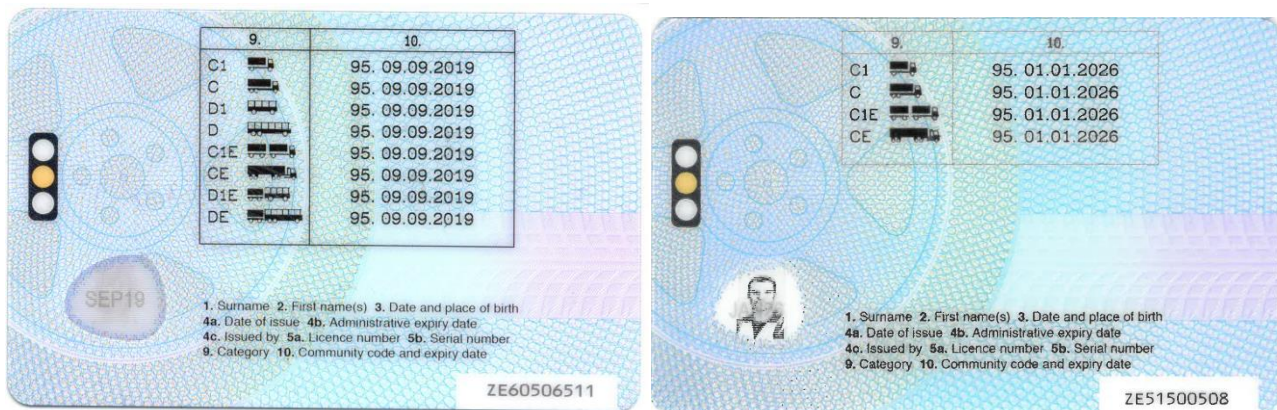 9. 10.
C1 95. 09.09.2019
C 95. 09.09.2019
D1 95. 09.09.2019
D 95. 09.09.2019
C1E 95. 09.09.2019
CE 95. 09.09.2019
D1E 95. 09.09.2019
DE 95. 09.09.2019
SEP19
1. Surname 2. First name(s) 3. Date and place of birth
4a. Date of issue 4b. Administrative expiry date
4c. Issued by 5a. Licence number 5b. Serial number
9. Category 10. Community code and expiry date
ZE60506511
9. 10.
C1 95. 01.01.2026
C 95. 01.01.2026
C1E 95. 01.01.2026
CE 95. 01.01.2026
1. Surname 2. First name(s) 3. Date and place of birth
4a. Date of issue 4b. Administrative expiry date
4c. Issued by 5a. Licence number 5b. Serial number
9. Category 10. Community code and expiry date
ZE51500508